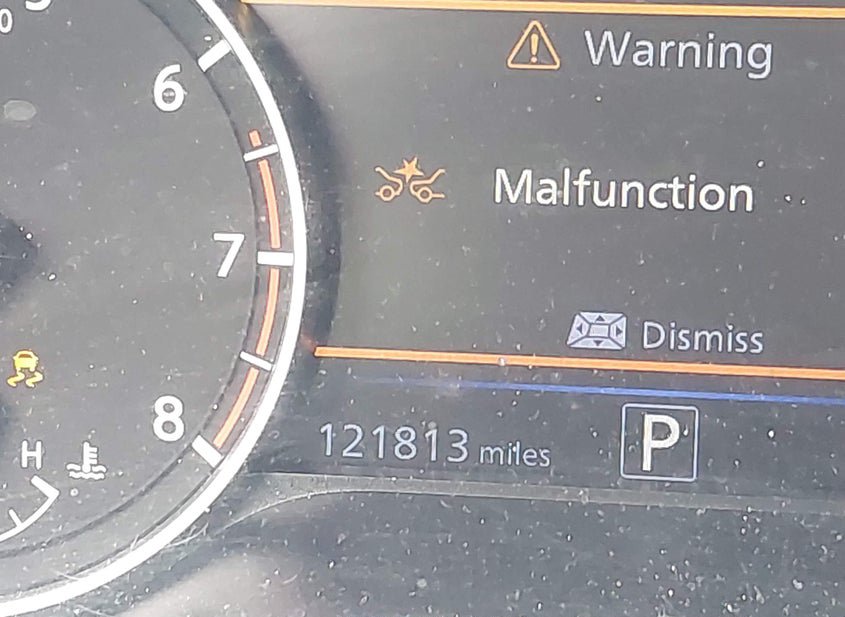 Warning
6
Malfunction
7
Dismiss
8
121813 miles
P
H